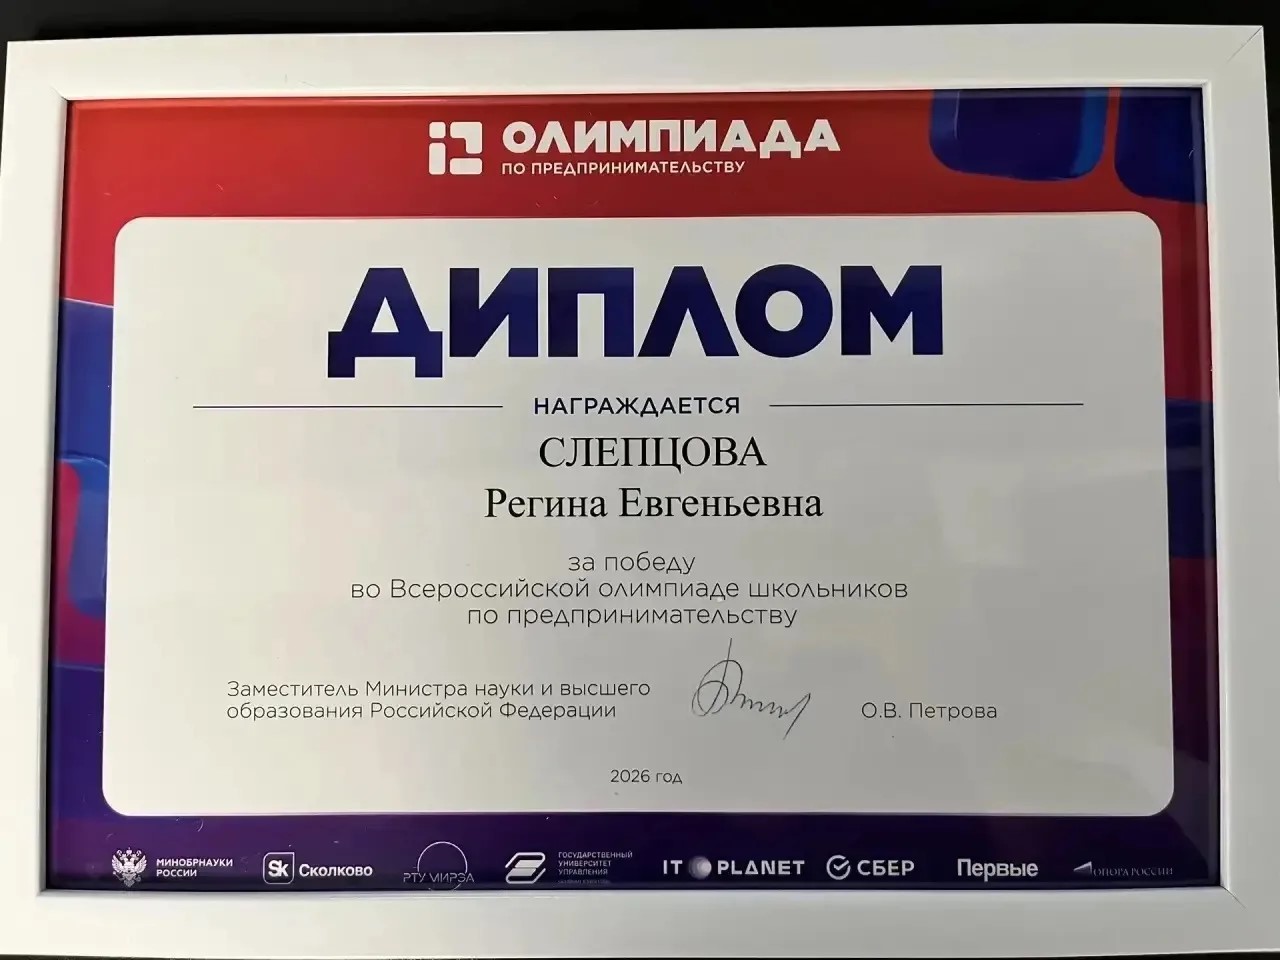 ОЛИМПИАДА
ПО ПРЕДПРИНИМАТЕЛЬСТВУ
ДИПЛОМ
НАГРАЖДАЕТСЯ
СЛЕПЦОВА
Регина Евгеньевна
за победу
во Всероссийской олимпиаде школьников
по предпринимательству
Заместитель Министра науки и высшего
образования Российской Федерации
О.В. Петрова
2026 год
МИНОБРНАУКИ
РОССИИ
Sk Сколково
РТУ МИРЭА
ГОСУДАРСТВЕННЫЙ
УНИВЕРСИТЕТ
УПРАВЛЕНИЯ
IT PLANET
СБЕР
Первые
ОПОРА РОССИИ